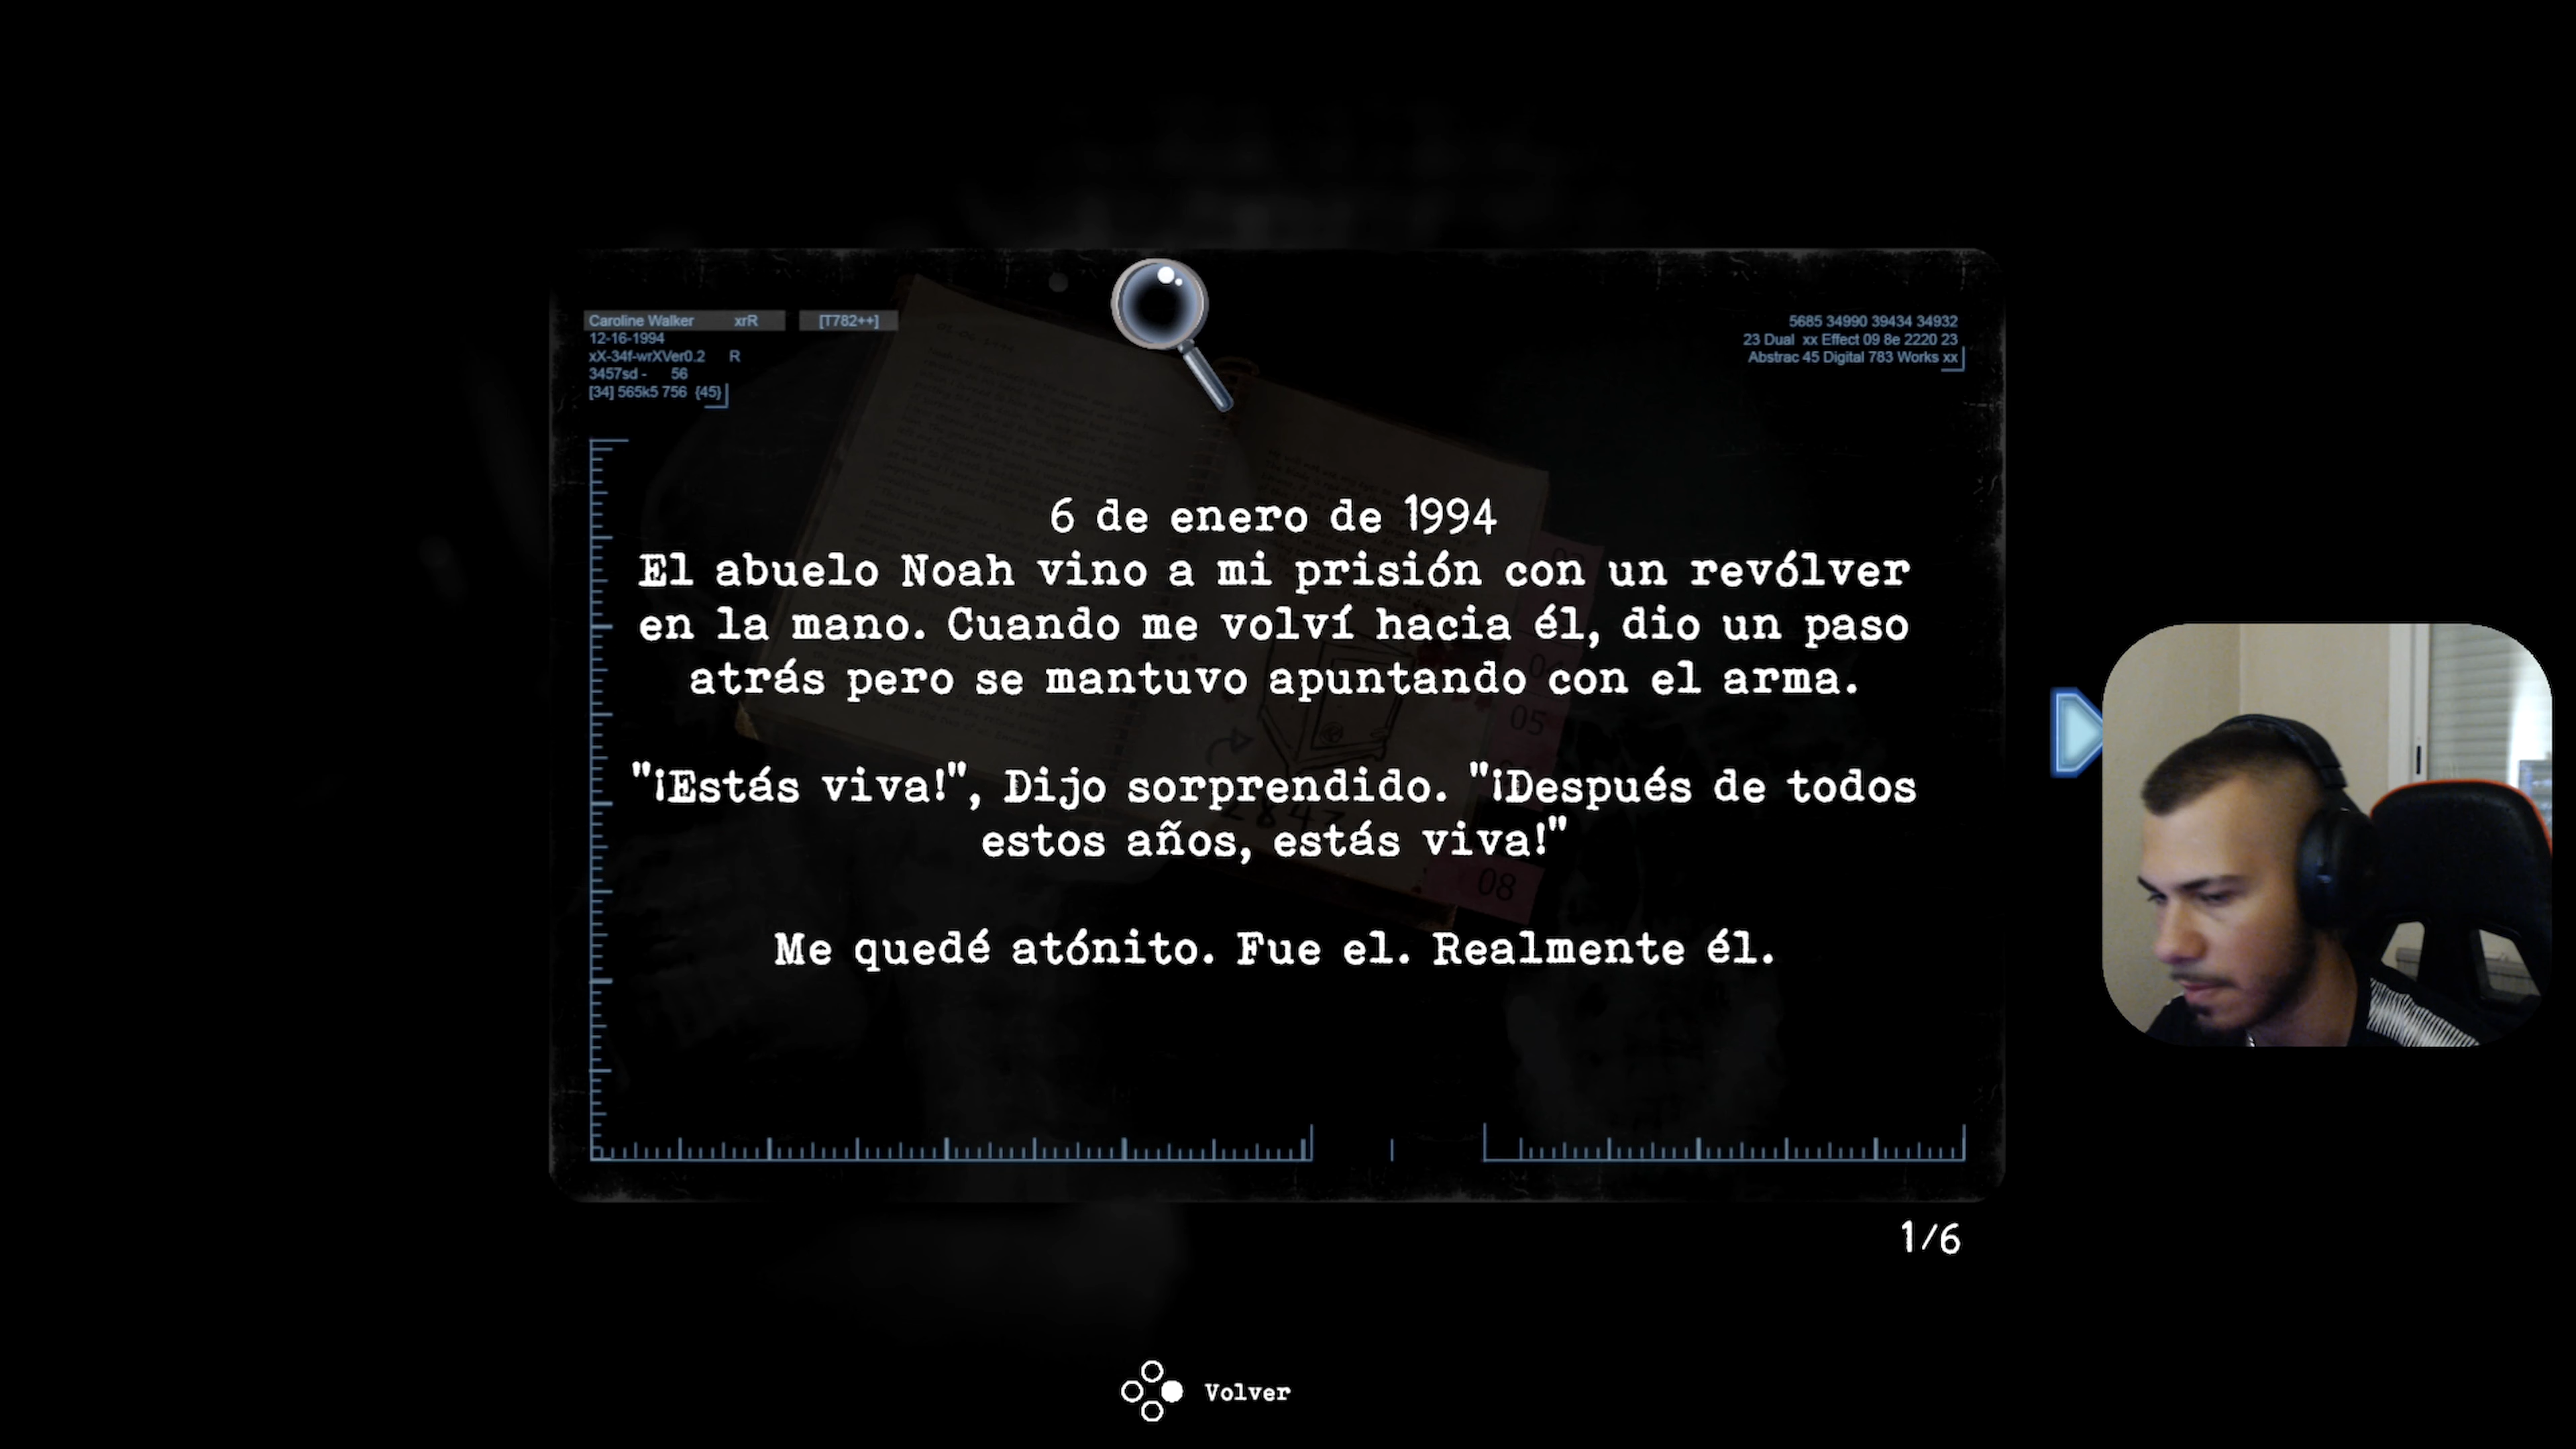 Caroline Walker xrR [T782++]
12-16-1994
xX-34f-wrXVer0.2 R
3457sd - 56
[34] 565k5 756 {45}
5685 34990 39434 34932
23 Dual xx Effect 09 8e 2220 23
Abstrac 45 Digital 783 Works xx
6 de enero de 1994
El abuelo Noah vino a mi prisión con un revólver
en la mano. Cuando me volví hacia él, dio un paso
atrás pero se mantuvo apuntando con el arma.
"¡Estás viva!", Dijo sorprendido. "¡Después de todos
estos años, estás viva!"
Me quedé atónito. Fue el. Realmente él.
05
08
1/6
Volver